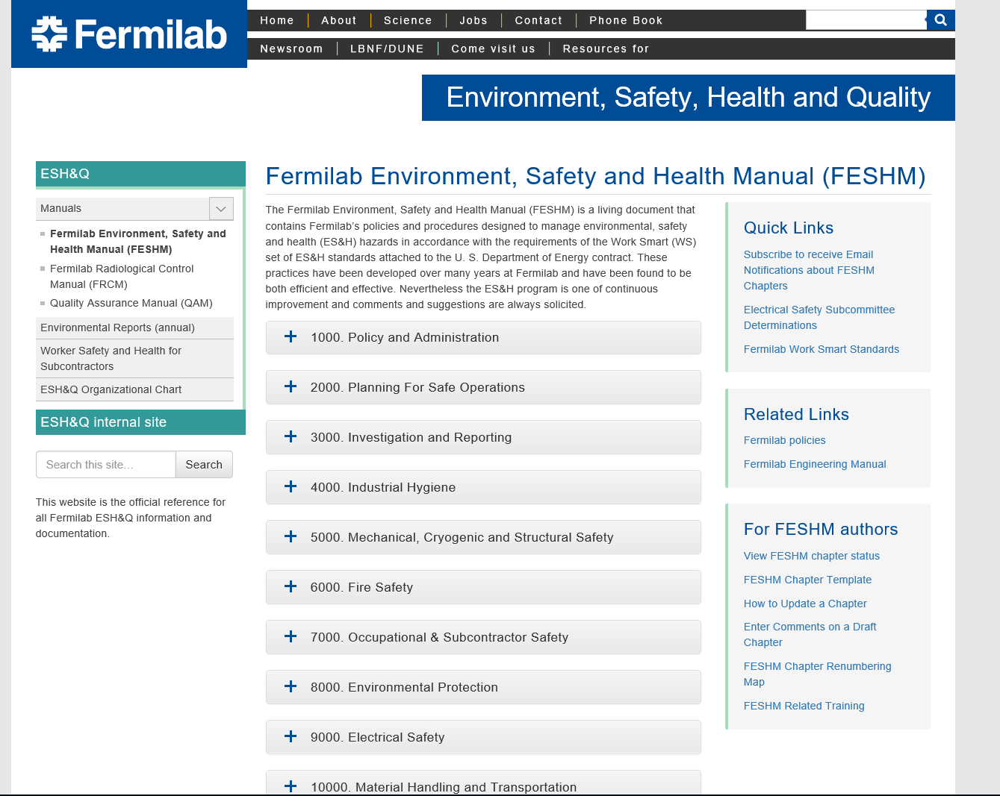 Fermilab
Home
About
Science
Jobs
Contact
Phone Book
Newsroom
LBNF/DUNE
Come visit us
Resources for
Environment, Safety, Health and Quality
ESH&Q
Manuals
Fermilab Environment, Safety and
Health Manual (FESHM)
Fermilab Radiological Control
Manual (FRCM)
Quality Assurance Manual (QAM)
Environmental Reports (annual)
Worker Safety and Health for
Subcontractors
ESH&Q Organizational Chart
ESH&Q internal site
Search this site...
Search
This website is the official reference for
all Fermilab ESH&Q information and
documentation.
Fermilab Environment, Safety and Health Manual (FESHM)
The Fermilab Environment, Safety and Health Manual (FESHM) is a living document that
contains Fermilab's policies and procedures designed to manage environmental, safety
and health (ES&H) hazards in accordance with the requirements of the Work Smart (WS)
set of ES&H standards attached to the U. S. Department of Energy contract. These
practices have been developed over many years at Fermilab and have been found to be
both efficient and effective. Nevertheless the ES&H program is one of continuous
improvement and comments and suggestions are always solicited.
1000. Policy and Administration
2000. Planning For Safe Operations
3000. Investigation and Reporting
4000. Industrial Hygiene
5000. Mechanical, Cryogenic and Structural Safety
6000. Fire Safety
7000. Occupational & Subcontractor Safety
8000. Environmental Protection
9000. Electrical Safety
10000. Material Handling and Transportation
Quick Links
Subscribe to receive Email
Notifications about FESHM
Chapters
Electrical Safety Subcommittee
Determinations
Fermilab Work Smart Standards
Related Links
Fermilab policies
Fermilab Engineering Manual
For FESHM authors
View FESHM chapter status
FESHM Chapter Template
How to Update a Chapter
Enter Comments on a Draft
Chapter
FESHM Chapter Renumbering
Map
FESHM Related Training